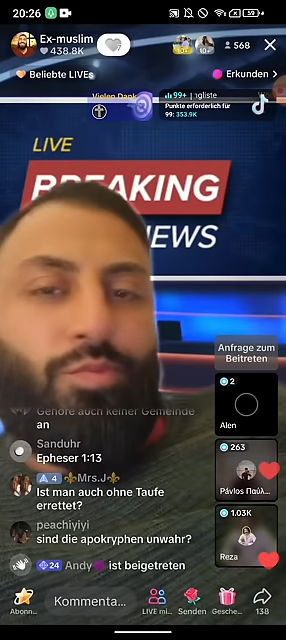 20:26
59
Ex-muslim
438.8K
10+
10+
568
Beliebte LIVEs
Erkunden >
Vielen Dank
99+
Punkte erforderlich für
99: 353.9K
LIVE
BREAKING
NEWS
Anfrage zum
Beitreten
2
Alen
Gehöre auch keiner Gemeinde
an
Sanduhr
Epheser 1:13
263
4 Mrs.J
Ist man auch ohne Taufe
errettet?
1.03K
peachiyiyi
sind die apokryphen unwahr?
Reza
24 Andy ist beigetreten
Abonn...
Kommenta...
LIVE mi...
Senden
Gesche...
138